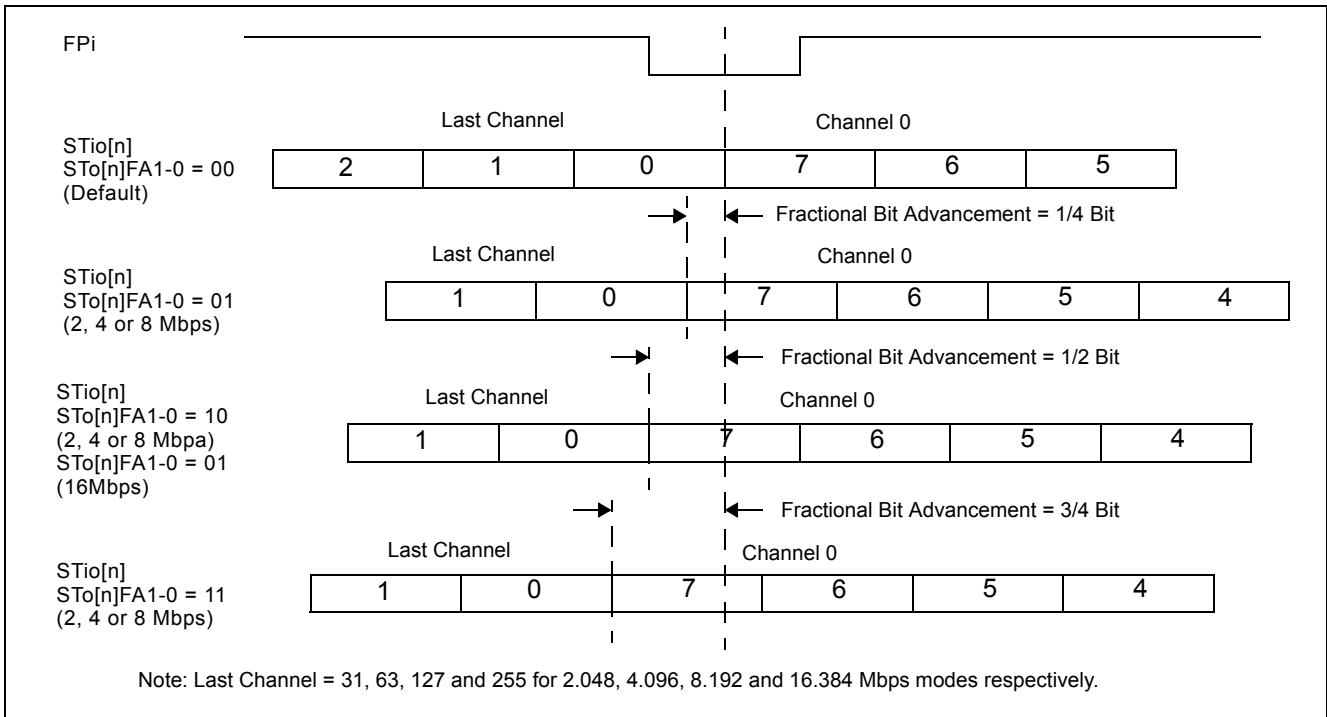 FPi
Last Channel Channel 0
STio[n]
STo[n]FA1-0 = 00
(Default)
2 1 0 7 6 5
Fractional Bit Advancement = 1/4 Bit
Last Channel Channel 0
STio[n]
STo[n]FA1-0 = 01
(2, 4 or 8 Mbps)
1 0 7 6 5 4
Fractional Bit Advancement = 1/2 Bit
Last Channel Channel 0
STio[n]
STo[n]FA1-0 = 10
(2, 4 or 8 Mbpa)
STo[n]FA1-0 = 01
(16Mbps)
1 0 7 6 5 4
Fractional Bit Advancement = 3/4 Bit
Last Channel Channel 0
STio[n]
STo[n]FA1-0 = 11
(2, 4 or 8 Mbps)
1 0 7 6 5 4
Note: Last Channel = 31, 63, 127 and 255 for 2.048, 4.096, 8.192 and 16.384 Mbps modes respectively.